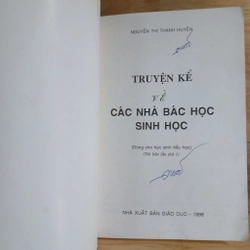 NGUYỄN THỊ THANH HUYỀN
TRUYỆN KỂ
về
CÁC NHÀ BÁC HỌC
SINH HỌC
(Dùng cho học sinh tiểu học)
(Tái bản lần thứ 1)
NHÀ XUẤT BẢN GIÁO DỤC - 1999